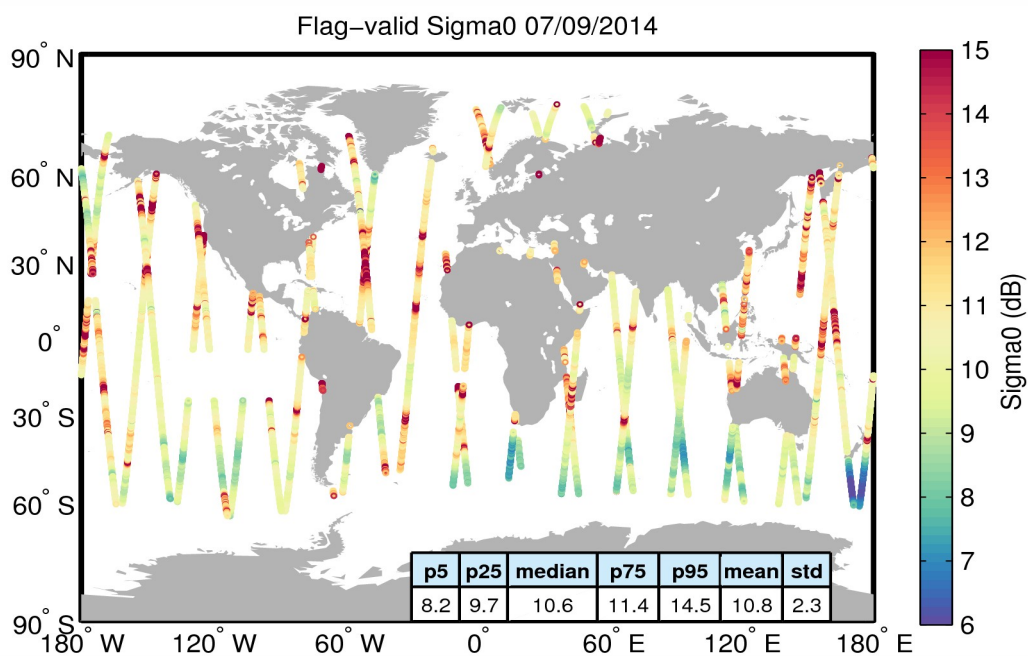 Flag−valid Sigma0 07/09/2014
90° N
60° N
30° N
0°
30° S
60° S
90° S
180° W
120° W
60° W
0°
60° E
120° E
180° E
p5 p25 median p75 p95 mean std
8.2 9.7 10.6 11.4 14.5 10.8 2.3
15
14
13
12
11
10
9
8
7
6
Sigma0 (dB)